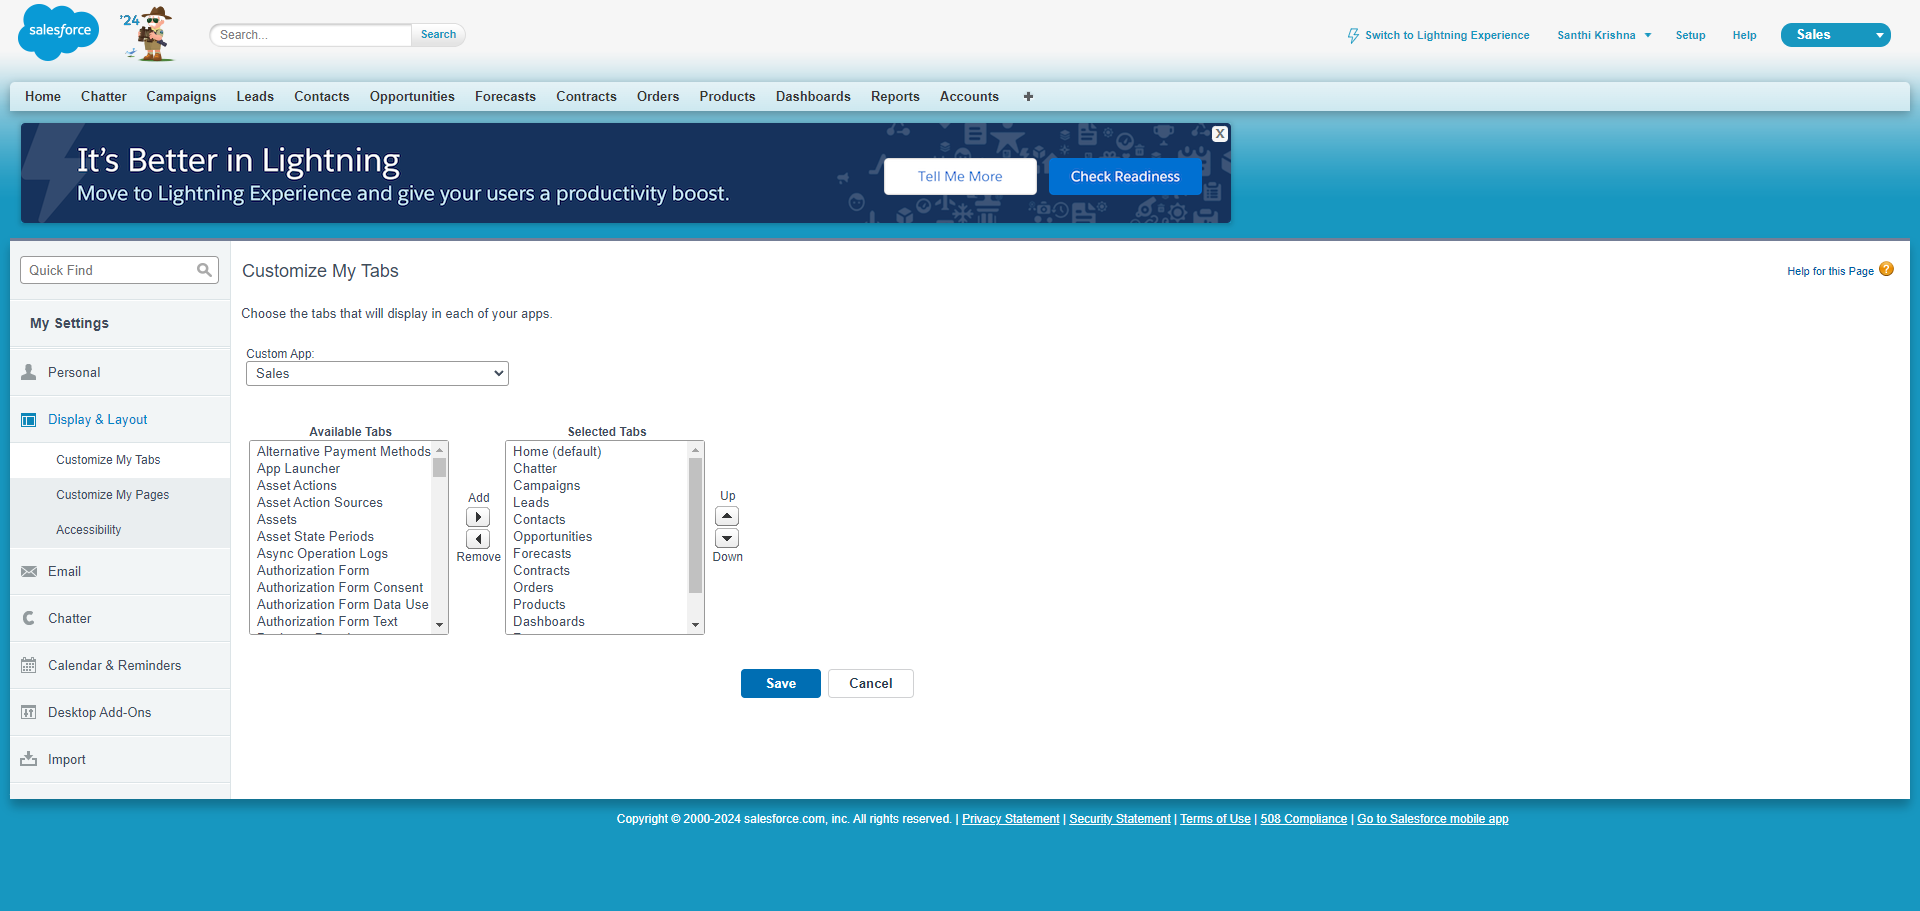 salesforce
'24
Search...
Search
Switch to Lightning Experience
Santhi Krishna
Setup
Help
Sales
Home Chatter Campaigns Leads Contacts Opportunities Forecasts Contracts Orders Products Dashboards Reports Accounts +
It's Better in Lightning
Move to Lightning Experience and give your users a productivity boost.
Tell Me More
Check Readiness
X
Quick Find
My Settings
Personal
Display & Layout
Customize My Tabs
Customize My Pages
Accessibility
Email
Chatter
Calendar & Reminders
Desktop Add-Ons
Import
Customize My Tabs
Help for this Page ?
Choose the tabs that will display in each of your apps.
Custom App:
Sales
Available Tabs
Alternative Payment Methods
App Launcher
Asset Actions
Asset Action Sources
Assets
Asset State Periods
Async Operation Logs
Authorization Form
Authorization Form Consent
Authorization Form Data Use
Authorization Form Text
Add
Remove
Selected Tabs
Home (default)
Chatter
Campaigns
Leads
Contacts
Opportunities
Forecasts
Contracts
Orders
Products
Dashboards
Up
Down
Save
Cancel
Copyright © 2000-2024 salesforce.com, inc. All rights reserved. | Privacy Statement | Security Statement | Terms of Use | 508 Compliance | Go to Salesforce mobile app